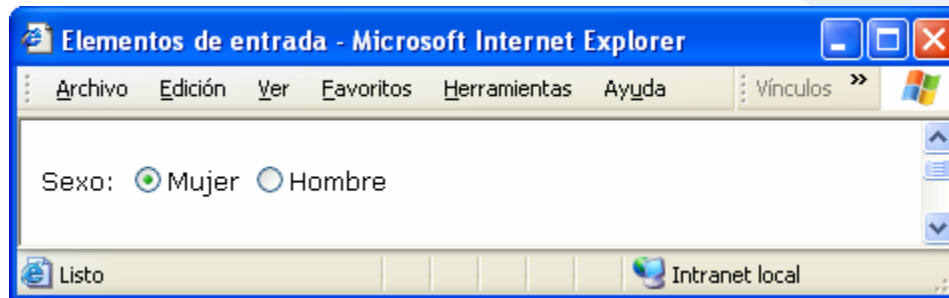 Elementos de entrada - Microsoft Internet Explorer
Archivo Edición Ver Favoritos Herramientas Ayuda Vínculos »
Sexo: Mujer Hombre
Listo Intranet local